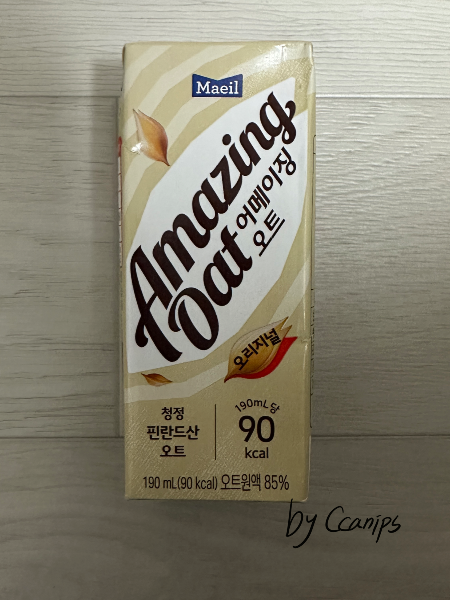 Maeil
Amazing
Oat
어메이징
오트
오리지널
청정
핀란드산
오트
190mL당
90
kcal
190 mL(90 kcal) 오트원액 85%
by Ccanips